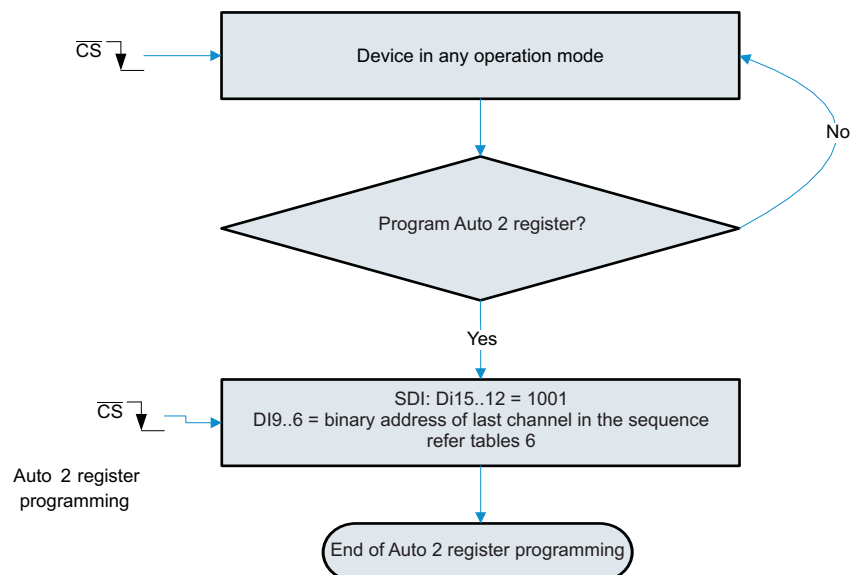 CS
Device in any operation mode
No
Program Auto 2 register?
Yes
CS
SDI: Di15..12 = 1001
DI9..6 = binary address of last channel in the sequence
refer tables 6
Auto 2 register
programming
End of Auto 2 register programming